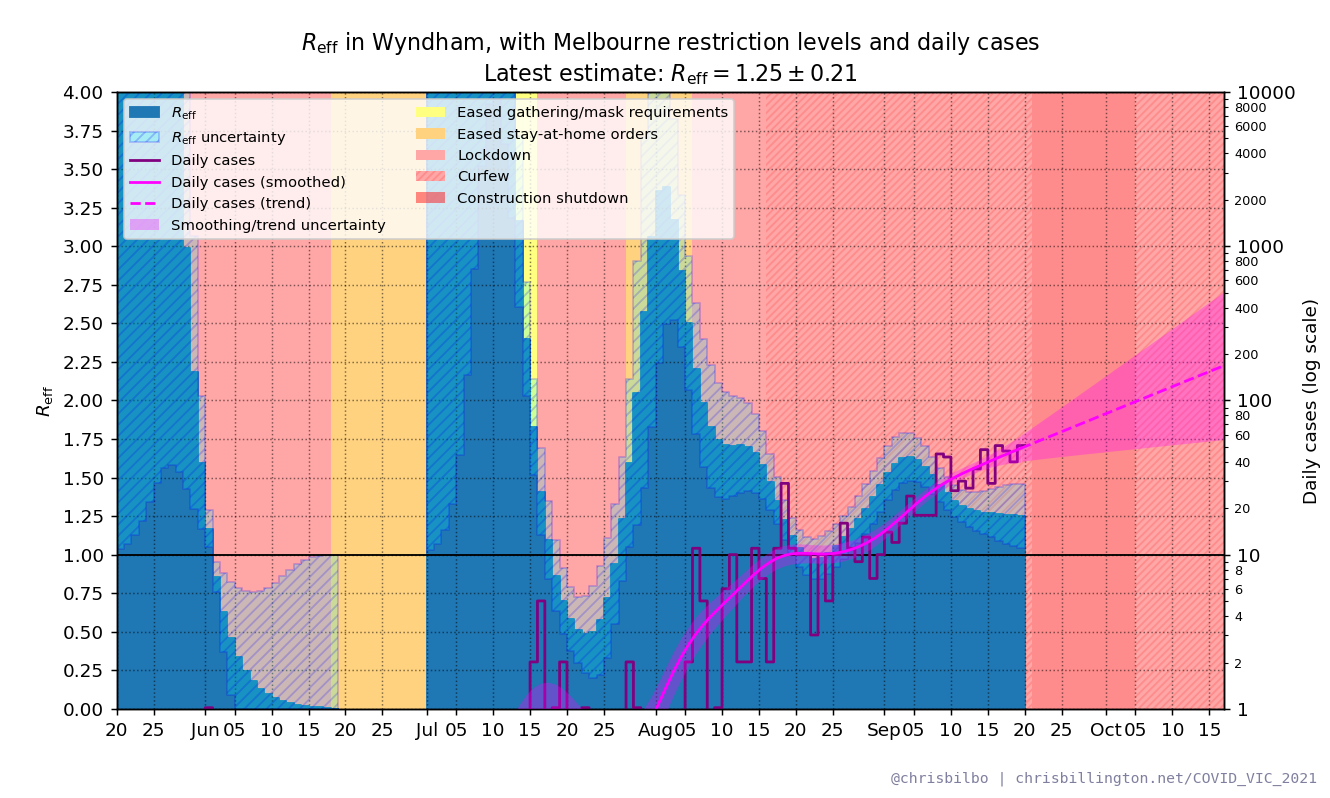 R_eff in Wyndham, with Melbourne restriction levels and daily cases
Latest estimate: R_eff = 1.25 ± 0.21
R_eff
R_eff uncertainty
Daily cases
Daily cases (smoothed)
Daily cases (trend)
Smoothing/trend uncertainty
Eased gathering/mask requirements
Eased stay-at-home orders
Lockdown
Curfew
Construction shutdown
R_eff
4.00
3.75
3.50
3.25
3.00
2.75
2.50
2.25
2.00
1.75
1.50
1.25
1.00
0.75
0.50
0.25
0.00
20 25 Jun 05 10 15 20 25 Jul 05 10 15 20 25 Aug 05 10 15 20 25 Sep 05 10 15 20 25 Oct 05 10 15
10000
8000
6000
4000
2000
1000
800
600
400
200
100
80
60
40
20
10
8
6
4
2
1
Daily cases (log scale)
@chrisbilbo | chrisbillington.net/COVID_VIC_2021